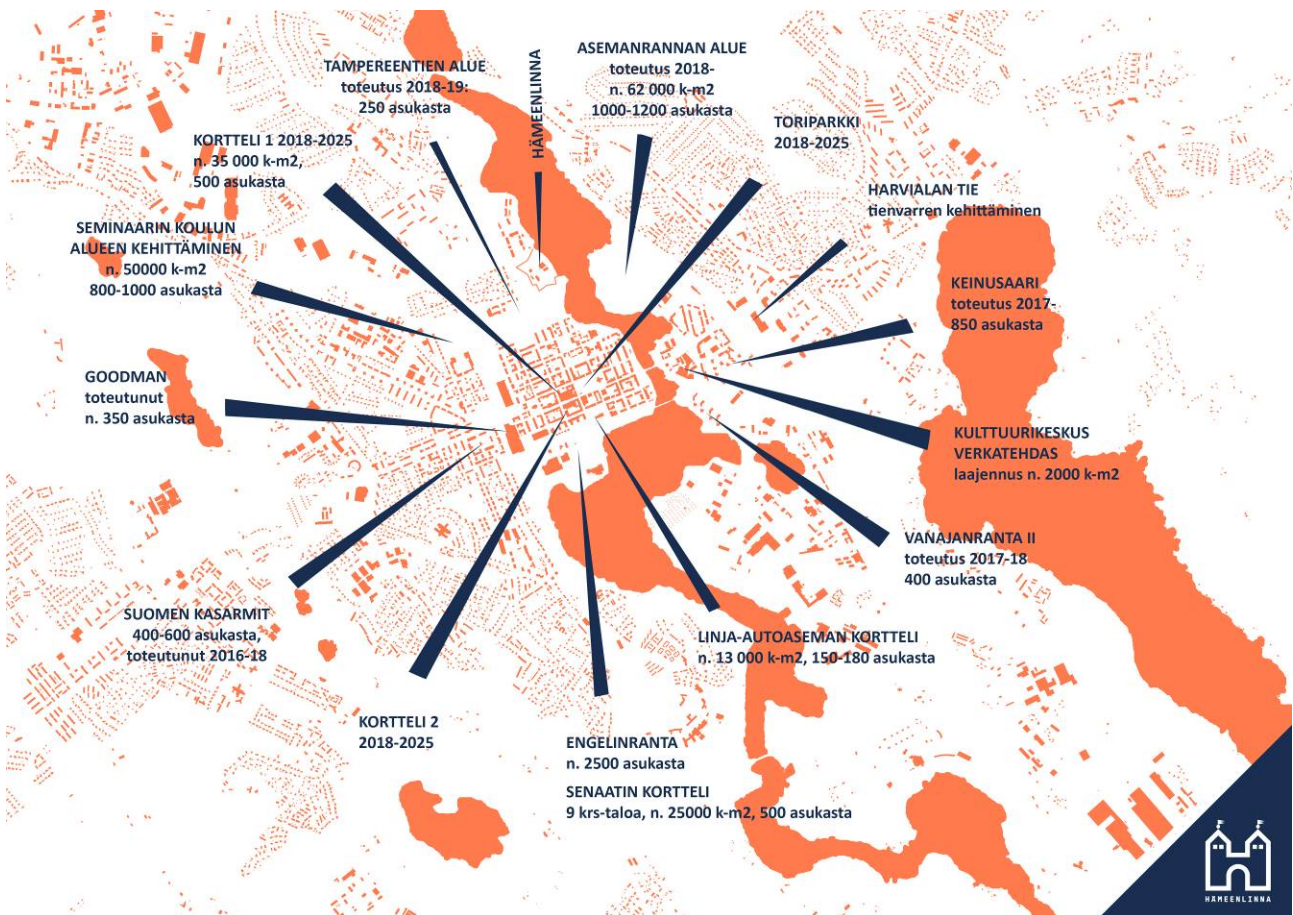 TAMPEREENTIEN ALUE
toteutus 2018-19:
250 asukasta
HÄMEENLINNA
ASEMANRANNAN ALUE
toteutus 2018-
n. 62 000 k-m2
1000-1200 asukasta
TORIPARKKI
2018-2025
KORTTELI 1 2018-2025
n. 35 000 k-m2,
500 asukasta
HARVIALAN TIE
tienvarren kehittäminen
SEMINAARIN KOULUN
ALUEEN KEHITTÄMINEN
n. 50000 k-m2
800-1000 asukasta
KEINUSAARI
toteutus 2017-
850 asukasta
GOODMAN
toteutunut
n. 350 asukasta
KULTTUURIKESKUS
VERKATEHDAS
laajennus n. 2000 k-m2
VANAJANRANTA II
toteutus 2017-18
400 asukasta
SUOMEN KASARMIT
400-600 asukasta,
toteutunut 2016-18
LINJA-AUTOASEMAN KORTTELI
n. 13 000 k-m2, 150-180 asukasta
KORTTELI 2
2018-2025
ENGELINRANTA
n. 2500 asukasta
SENAATIN KORTTELI
9 krs-taloa, n. 25000 k-m2, 500 asukasta
HÄMEENLINNA